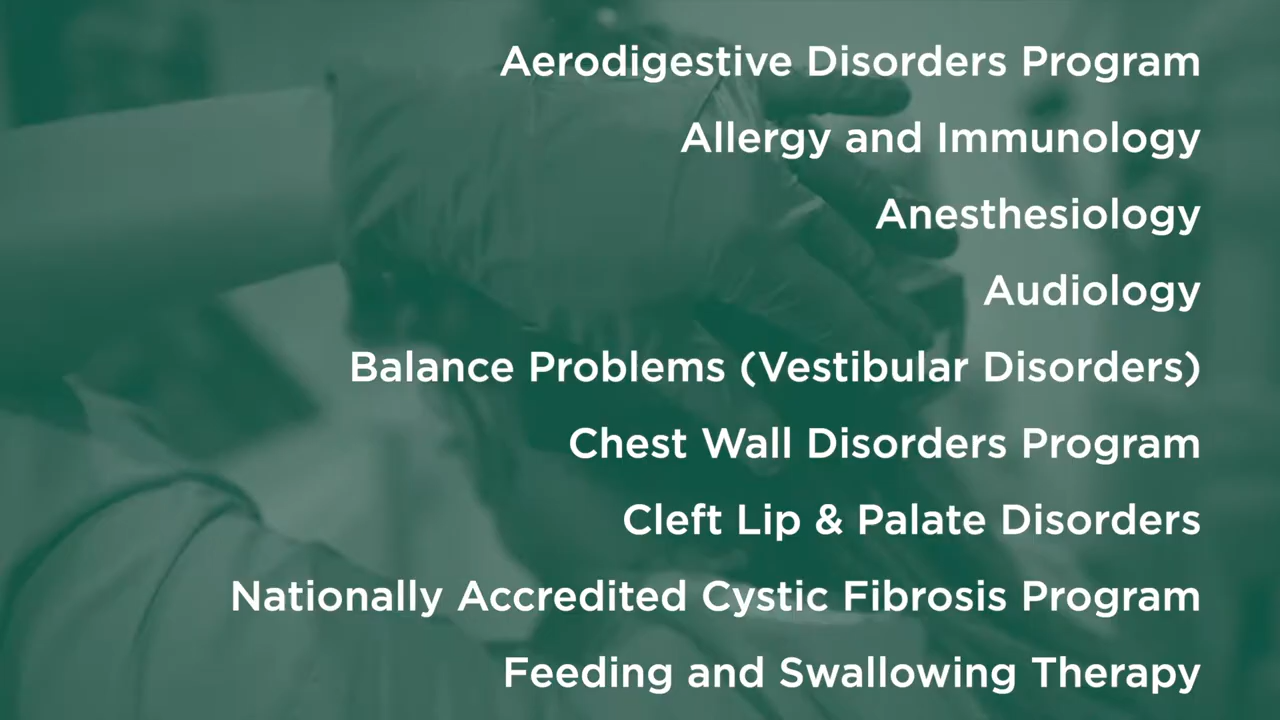 Aerodigestive Disorders Program
Allergy and Immunology
Anesthesiology
Audiology
Balance Problems (Vestibular Disorders)
Chest Wall Disorders Program
Cleft Lip & Palate Disorders
Nationally Accredited Cystic Fibrosis Program
Feeding and Swallowing Therapy